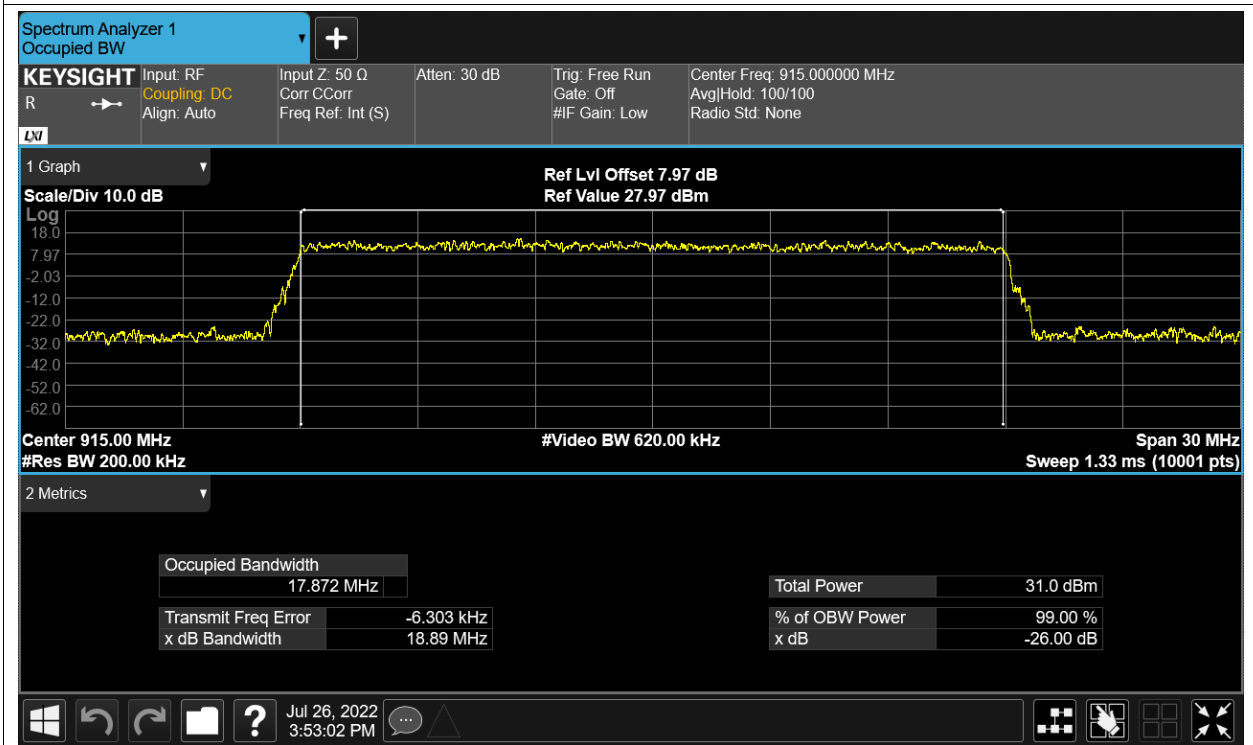 Spectrum Analyzer 1
Occupied BW
KEYSIGHT Input: RF Input Z: 50 Ω Atten: 30 dB Trig: Free Run Center Freq: 915.000000 MHz
R Coupling: DC Corr CCorr Gate: Off Avg|Hold: 100/100
Align: Auto Freq Ref: Int (S) #IF Gain: Low Radio Std: None
LXI
1 Graph
Ref Lvl Offset 7.97 dB
Scale/Div 10.0 dB Ref Value 27.97 dBm
Log
18.0
7.97
-2.03
-12.0
-22.0
-32.0
-42.0
-52.0
-62.0
Center 915.00 MHz #Video BW 620.00 kHz Span 30 MHz
#Res BW 200.00 kHz Sweep 1.33 ms (10001 pts)
2 Metrics
Occupied Bandwidth
17.872 MHz Total Power 31.0 dBm
Transmit Freq Error -6.303 kHz % of OBW Power 99.00 %
x dB Bandwidth 18.89 MHz x dB -26.00 dB
? Jul 26, 2022
3:53:02 PM